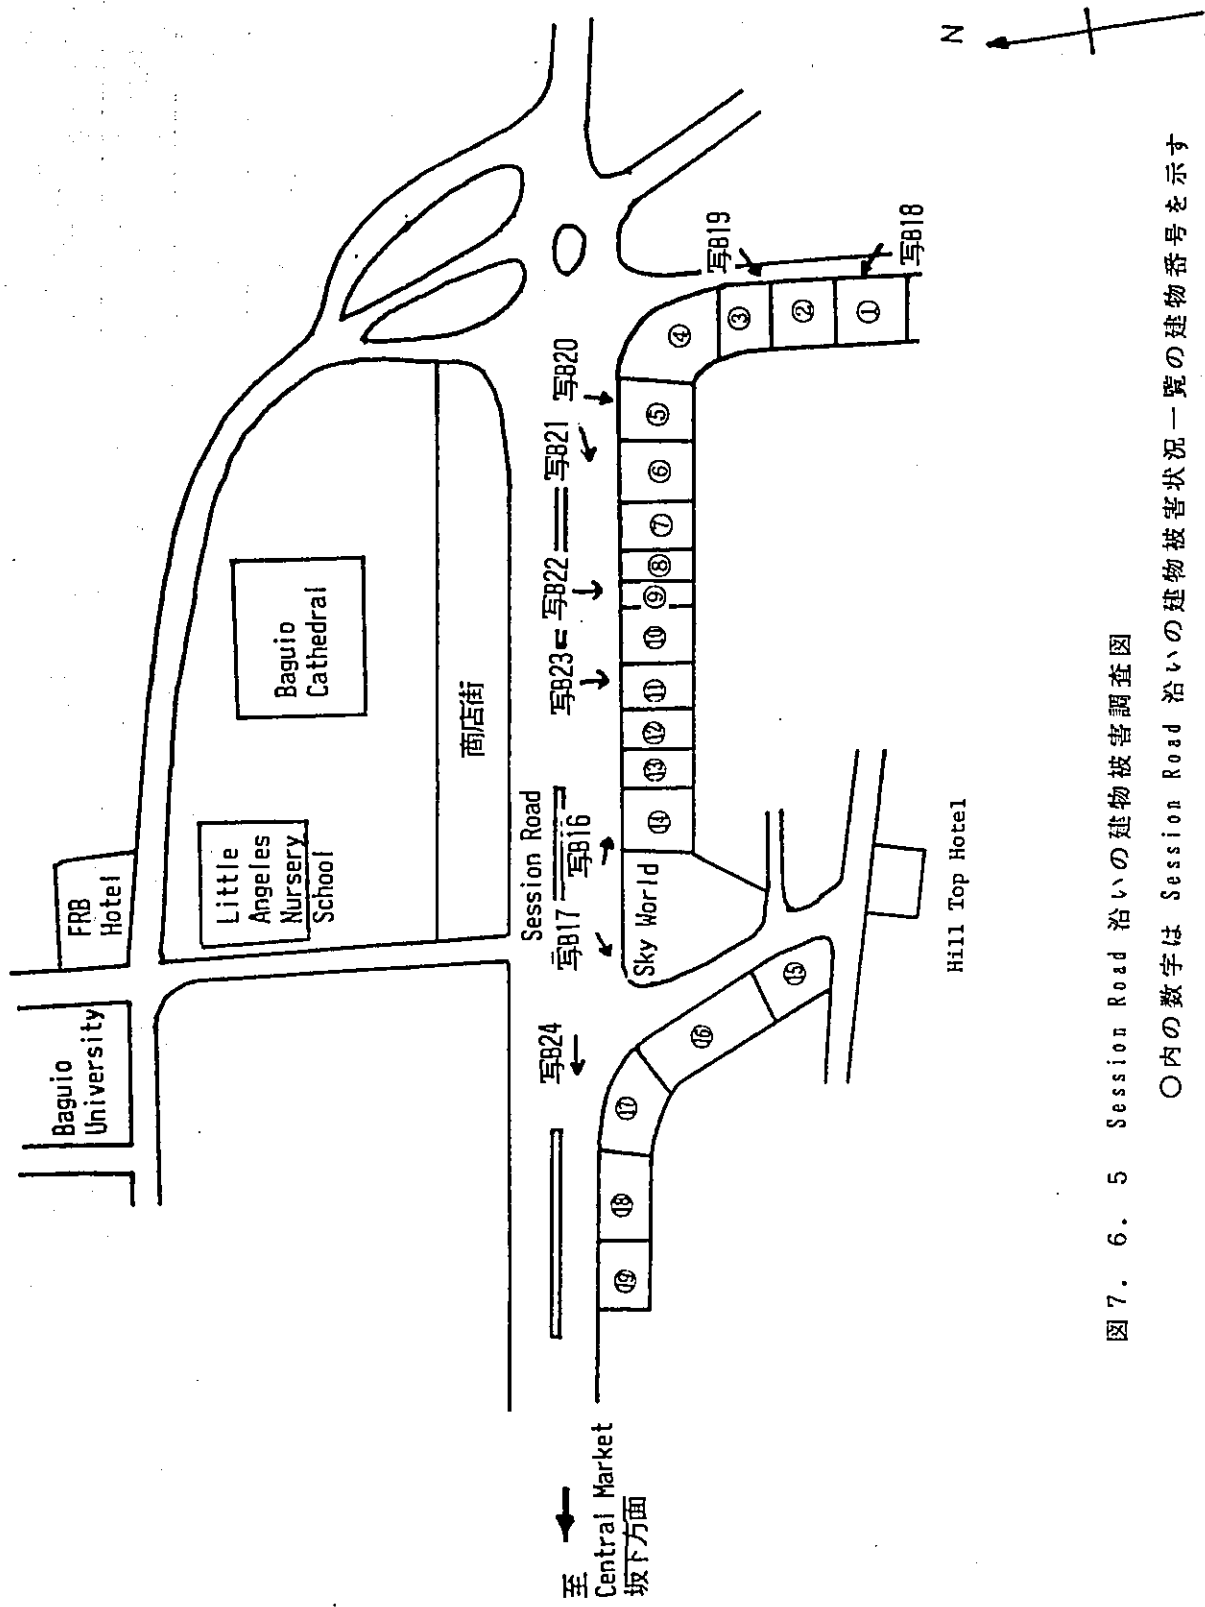 N
FRB
Hotel
Baguio
University
Little
Angeles
Nursery
School
Baguio
Cathedral
商店街
Session Road
写B17
写B16
写B23
写B22
写B21
写B20
写B19
写B18
写B24
Sky World
①
②
③
④
⑤
⑥
⑦
⑧
⑨
⑩
⑪
⑫
⑬
⑭
⑮
⑯
⑰
⑱
⑲
至
Central Market
坂下方面
Hill Top Hotel
図7.6.5 Session Road 沿いの建物被害調査図
○内の数字は Session Road 沿いの建物被害状況一覧の建物番号を示す